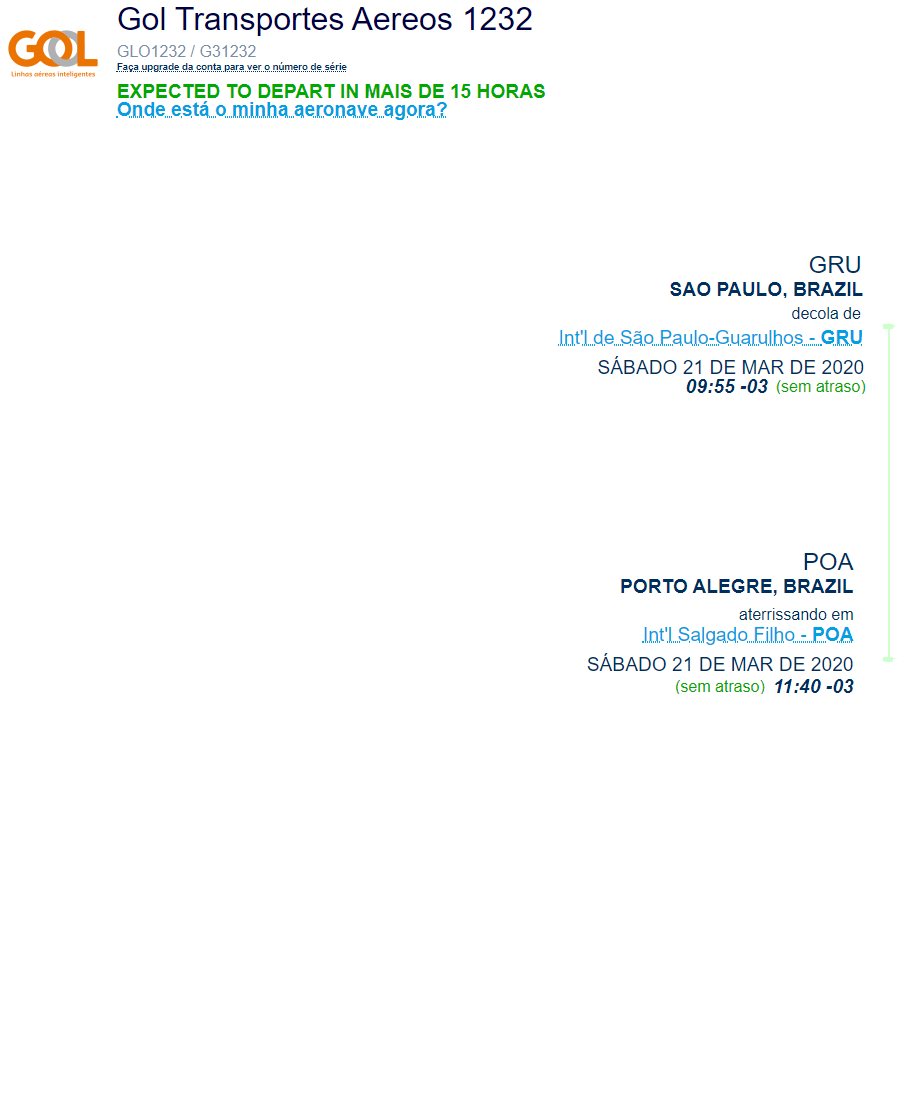 GOL
Linhas aéreas inteligentes
Gol Transportes Aereos 1232
GLO1232 / G31232
Faça upgrade da conta para ver o número de série
EXPECTED TO DEPART IN MAIS DE 15 HORAS
Onde está o minha aeronave agora?
GRU
SAO PAULO, BRAZIL
decola de
Int'l de São Paulo-Guarulhos - GRU
SÁBADO 21 DE MAR DE 2020
09:55 -03 (sem atraso)
POA
PORTO ALEGRE, BRAZIL
aterrissando em
Int'l Salgado Filho - POA
SÁBADO 21 DE MAR DE 2020
(sem atraso) 11:40 -03